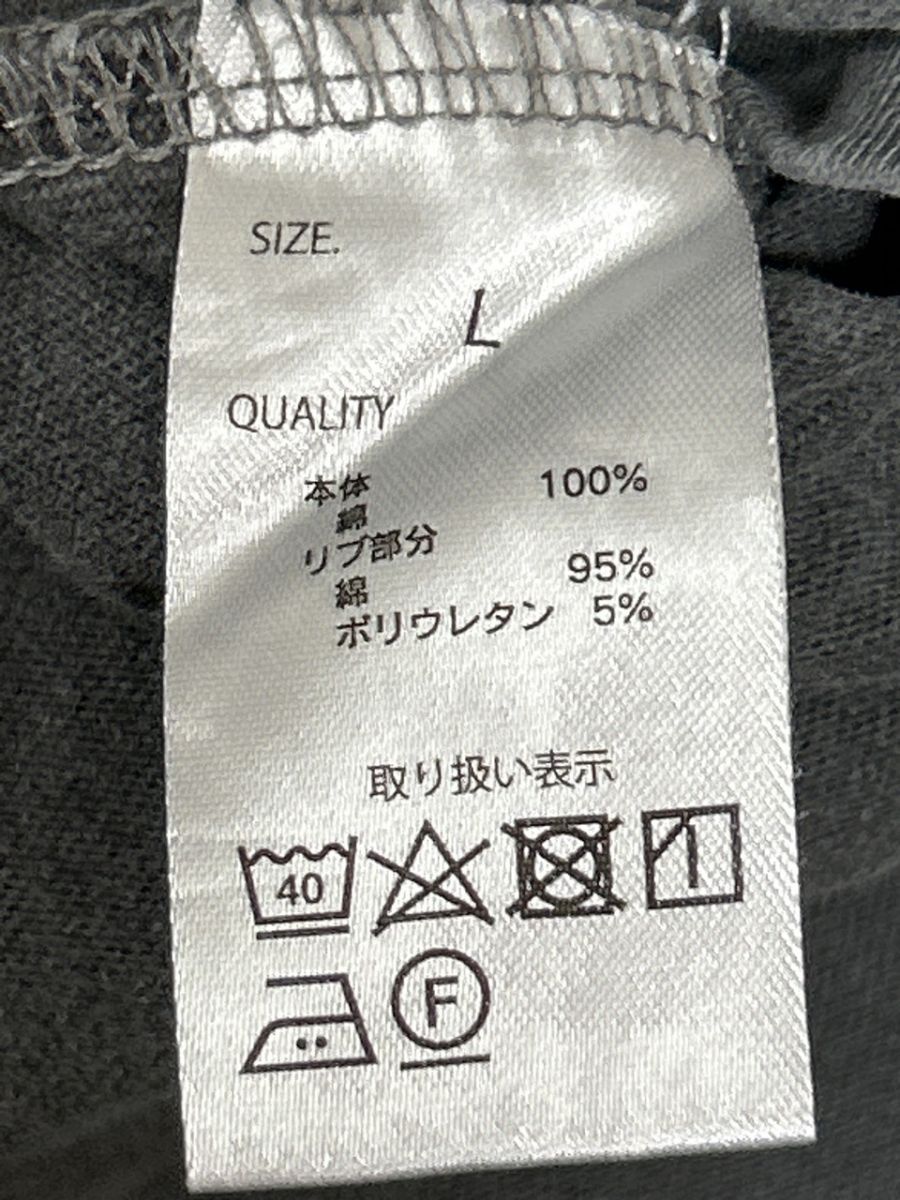 SIZE.
L
QUALITY
本体
綿 100%
リブ部分
綿 95%
ポリウレタン 5%
取り扱い表示
40
F